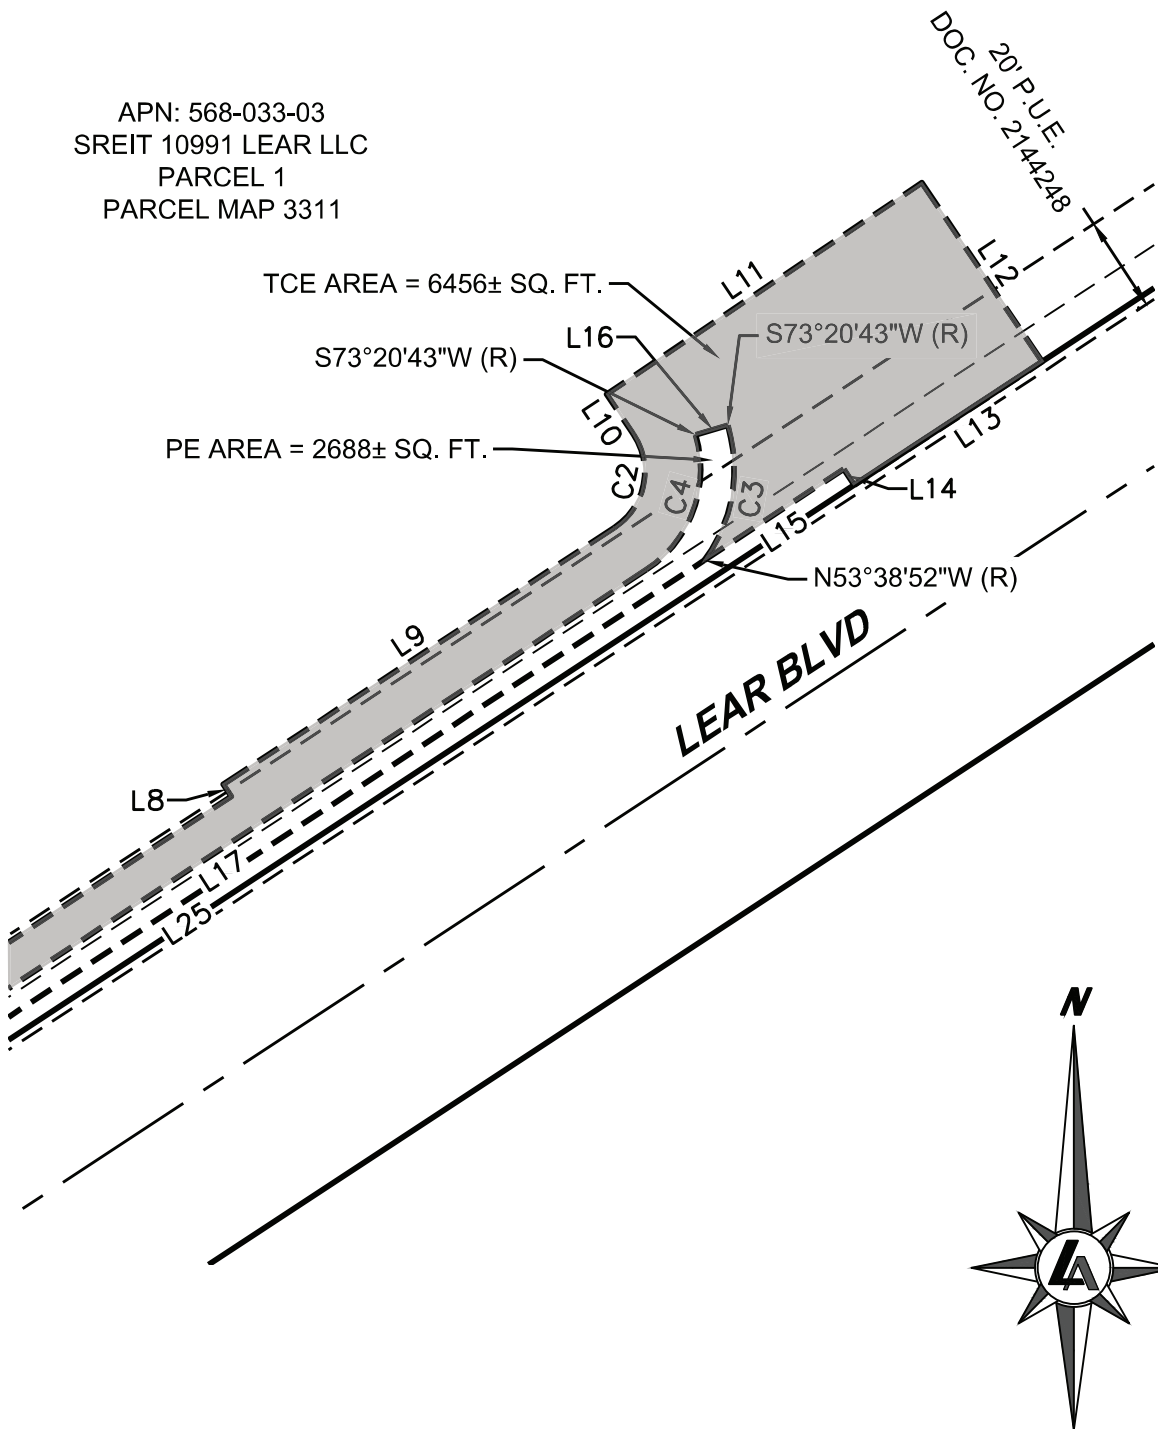 20' P.U.E.
DOC. NO. 2144248
APN: 568-033-03
SREIT 10991 LEAR LLC
PARCEL 1
PARCEL MAP 3311
L12
L11
TCE AREA = 6456± SQ. FT.
L16
S73°20'43"W (R)
S73°20'43"W (R)
L10
L13
PE AREA = 2688± SQ. FT.
C2
C4
C3
L14
L15
N53°38'52"W (R)
L9
LEAR BLVD
L8
L17
L25
N
LA